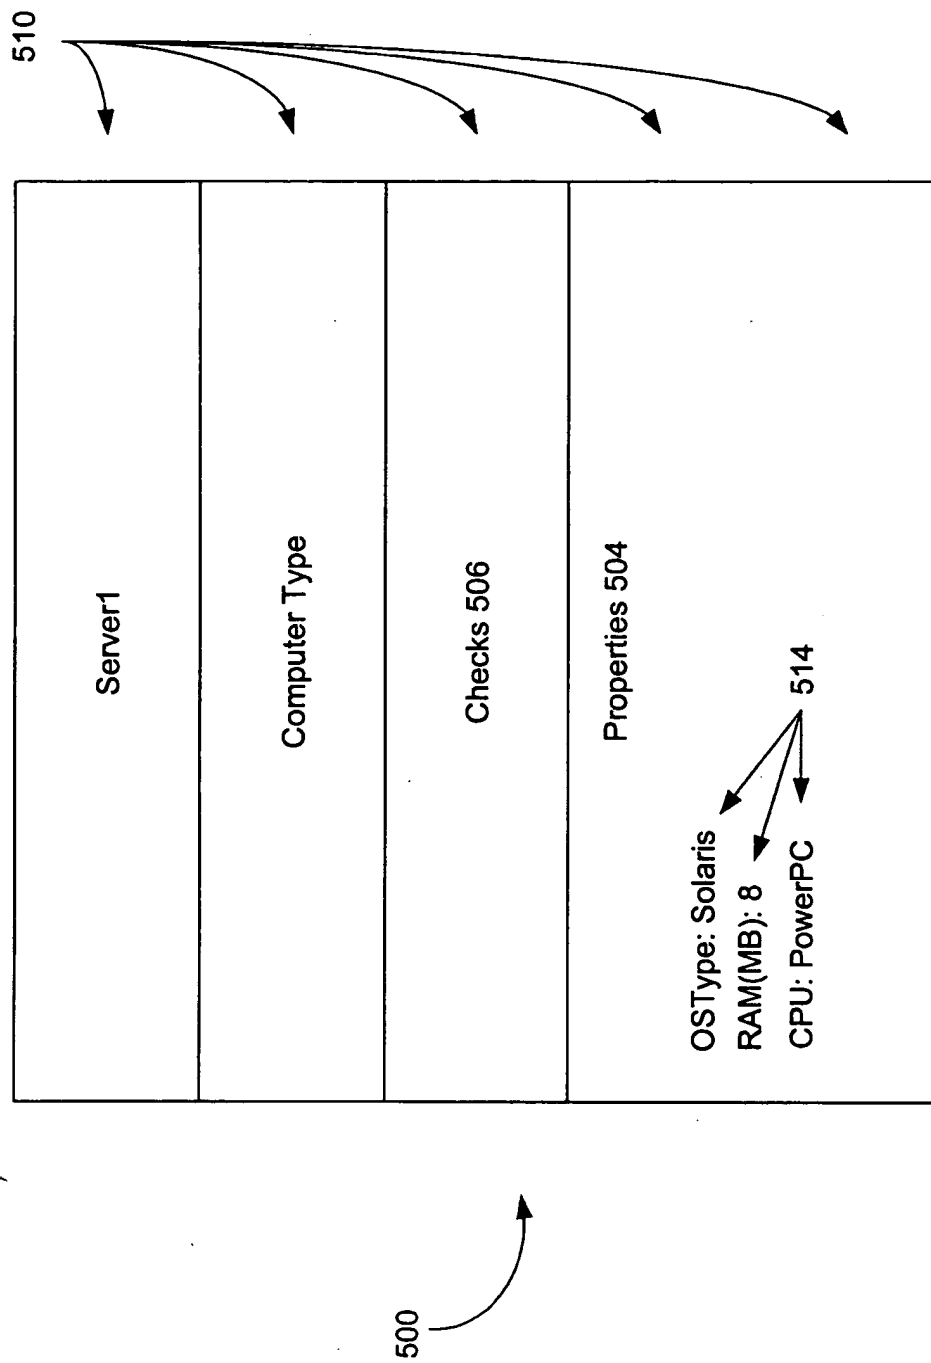 510
Server1
Computer Type
Checks 506
Properties 504
OSType: Solaris
RAM(MB): 8
CPU: PowerPC
514
500